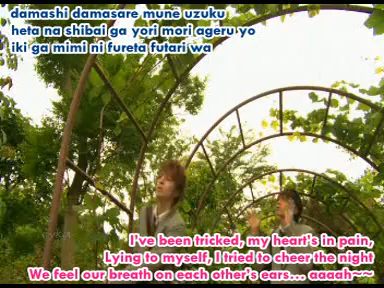 damashi damasare mune uzuku
heta na shibai ga yori mori ageru yo
iki ga mimi ni fureta futari wa
I've been tricked, my heart's in pain,
Lying to myself, I tried to cheer the night
We feel our breath on each other's ears... aaaah~~